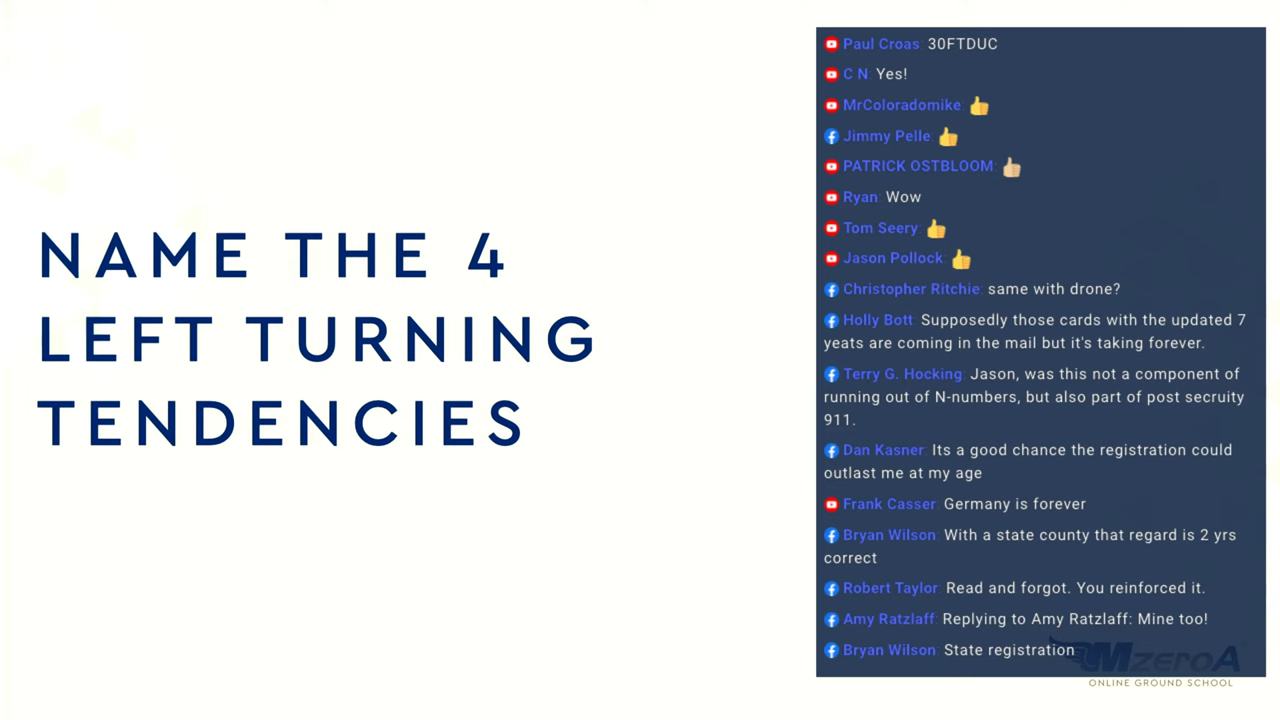 NAME THE 4
LEFT TURNING
TENDENCIES
Paul Croas: 30FTDUC
C N: Yes!
MrColoradomike: 👍
Jimmy Pelle: 👍
PATRICK OSTBLOOM: 👍🏼
Ryan: Wow
Tom Seery: 👍
Jason Pollock: 👍
Christopher Ritchie: same with drone?
Holly Bott: Supposedly those cards with the updated 7
yeats are coming in the mail but it's taking forever.
Terry G. Hocking: Jason, was this not a component of
running out of N-numbers, but also part of post secruity
911.
Dan Kasner: Its a good chance the registration could
outlast me at my age
Frank Casser: Germany is forever
Bryan Wilson: With a state county that regard is 2 yrs
correct
Robert Taylor: Read and forgot. You reinforced it.
Amy Ratzlaff: Replying to Amy Ratzlaff: Mine too!
Bryan Wilson: State registration
MzeroA
ONLINE GROUND SCHOOL